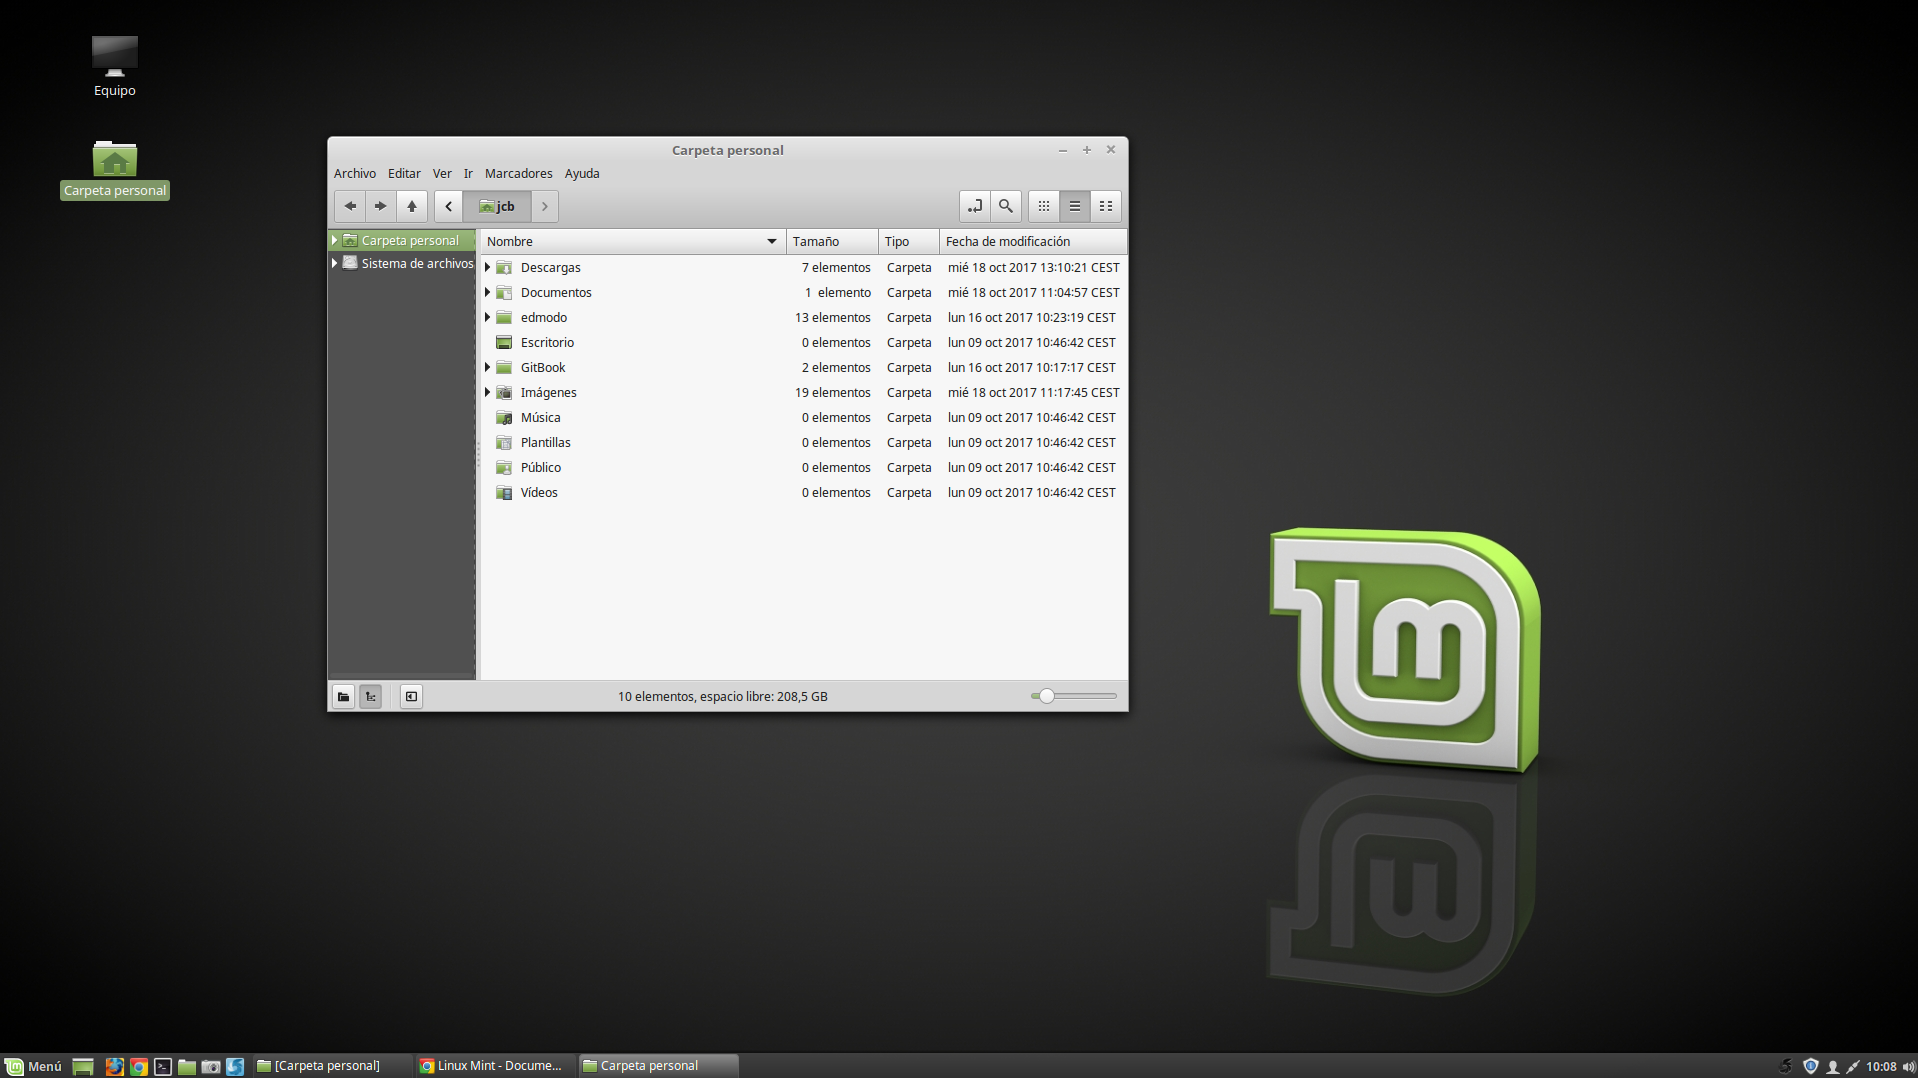 Equipo
Carpeta personal
Carpeta personal
Archivo Editar Ver Ir Marcadores Ayuda
jcb
Carpeta personal
Sistema de archivos
Nombre Tamaño Tipo Fecha de modificación
Descargas 7 elementos Carpeta mié 18 oct 2017 13:10:21 CEST
Documentos 1 elemento Carpeta mié 18 oct 2017 11:04:57 CEST
edmodo 13 elementos Carpeta lun 16 oct 2017 10:23:19 CEST
Escritorio 0 elementos Carpeta lun 09 oct 2017 10:46:42 CEST
GitBook 2 elementos Carpeta lun 16 oct 2017 10:17:17 CEST
Imágenes 19 elementos Carpeta mié 18 oct 2017 11:17:45 CEST
Música 0 elementos Carpeta lun 09 oct 2017 10:46:42 CEST
Plantillas 0 elementos Carpeta lun 09 oct 2017 10:46:42 CEST
Público 0 elementos Carpeta lun 09 oct 2017 10:46:42 CEST
Vídeos 0 elementos Carpeta lun 09 oct 2017 10:46:42 CEST
10 elementos, espacio libre: 208,5 GB
Menú [Carpeta personal] Linux Mint - Docume... Carpeta personal 10:08